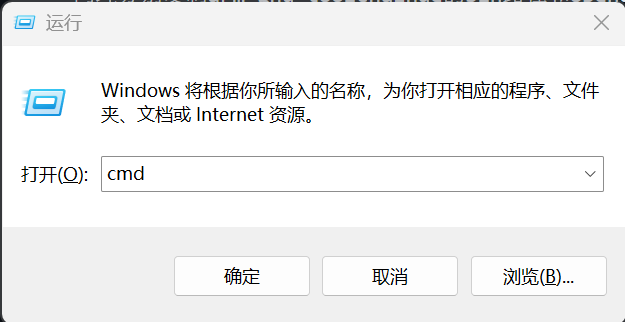 运行
Windows 将根据你所输入的名称，为你打开相应的程序、文件
夹、文档或 Internet 资源。
打开(O): cmd
确定 取消 浏览(B)...